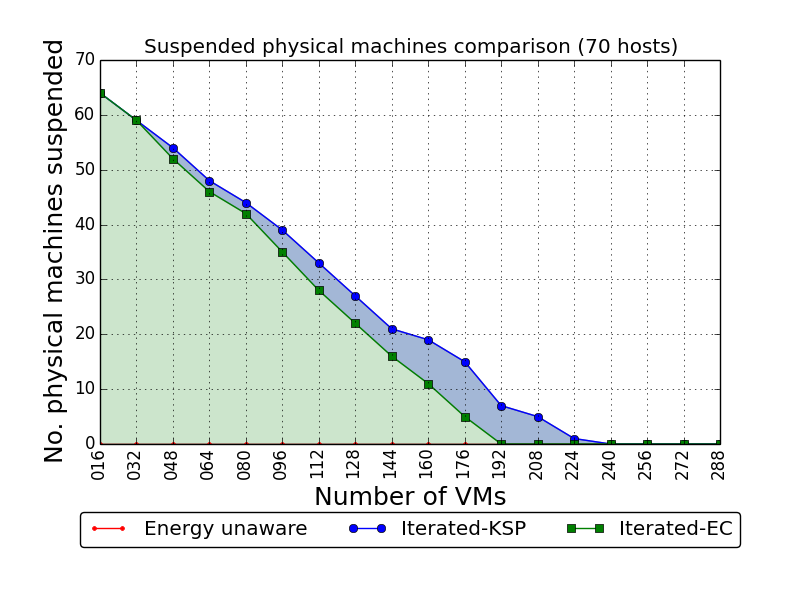 Suspended physical machines comparison (70 hosts)
No. physical machines suspended
70
60
50
40
30
20
10
0
016 032 048 064 080 096 112 128 144 160 176 192 208 224 240 256 272 288
Number of VMs
Energy unaware Iterated-KSP Iterated-EC